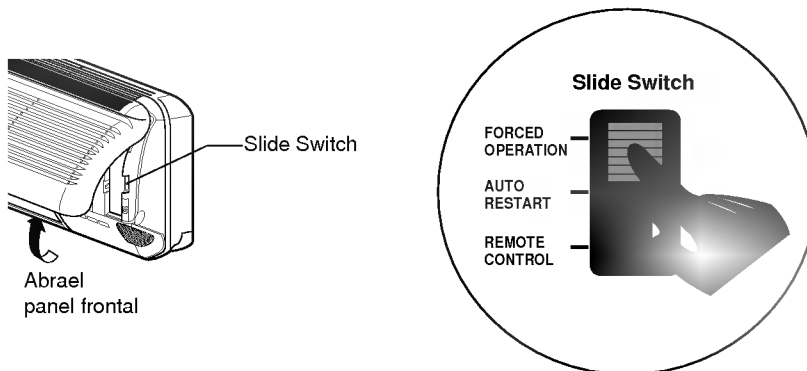 Slide Switch
Abrael
panel frontal
Slide Switch
FORCED
OPERATION
AUTO
RESTART
REMOTE
CONTROL